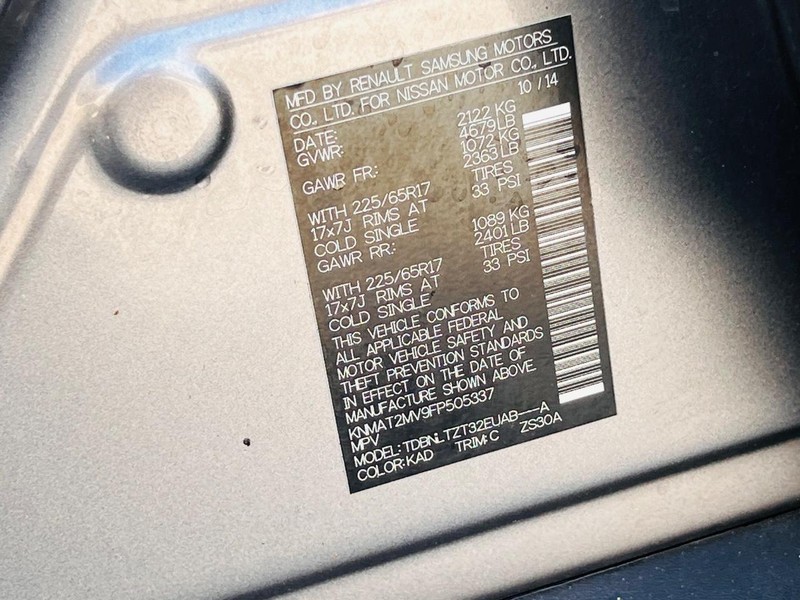 MFD BY RENAULT SAMSUNG MOTORS
CO., LTD. FOR NISSAN MOTOR CO., LTD.
DATE: 10 / 14
GVWR: 2122 KG
4679 LB
GAWR FR: 1072 KG
2363 LB
WITH 225/65R17 TIRES
17x7J RIMS AT 33 PSI
COLD SINGLE
GAWR RR: 1089 KG
2401 LB
WITH 225/65R17 TIRES
17x7J RIMS AT 33 PSI
COLD SINGLE
THIS VEHICLE CONFORMS TO
ALL APPLICABLE FEDERAL
MOTOR VEHICLE SAFETY AND
THEFT PREVENTION STANDARDS
IN EFFECT ON THE DATE OF
MANUFACTURE SHOWN ABOVE.
KNMAT2MV9FP505337
MPV
MODEL: TDBNLTZT32EUAB---A
COLOR: KAD TRIM: C ZS30A